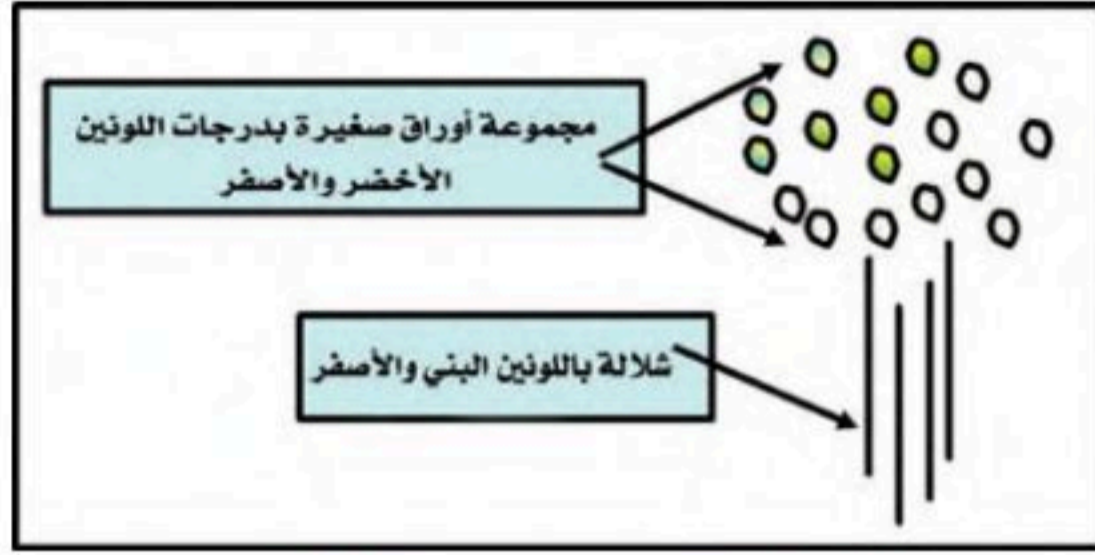 مجموعة أوراق صغيرة بدرجات اللونين
الأخضر والأصفر
شلالة باللونين البني والأصفر